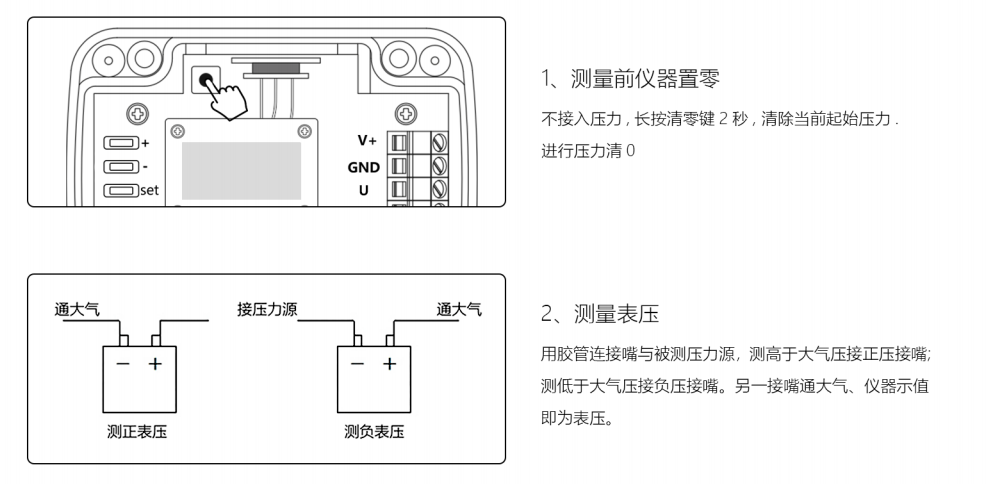 +
-
set
V+
GND
U
1、测量前仪器置零
不接入压力，长按清零键 2 秒，清除当前起始压力.
进行压力清 0
通大气
接压力源
通大气
− +
− +
测正表压
测负表压
2、测量表压
用胶管连接嘴与被测压力源，测高于大气压接正压接嘴;
测低于大气压接负压接嘴。另一接嘴通大气、仪器示值
即为表压。